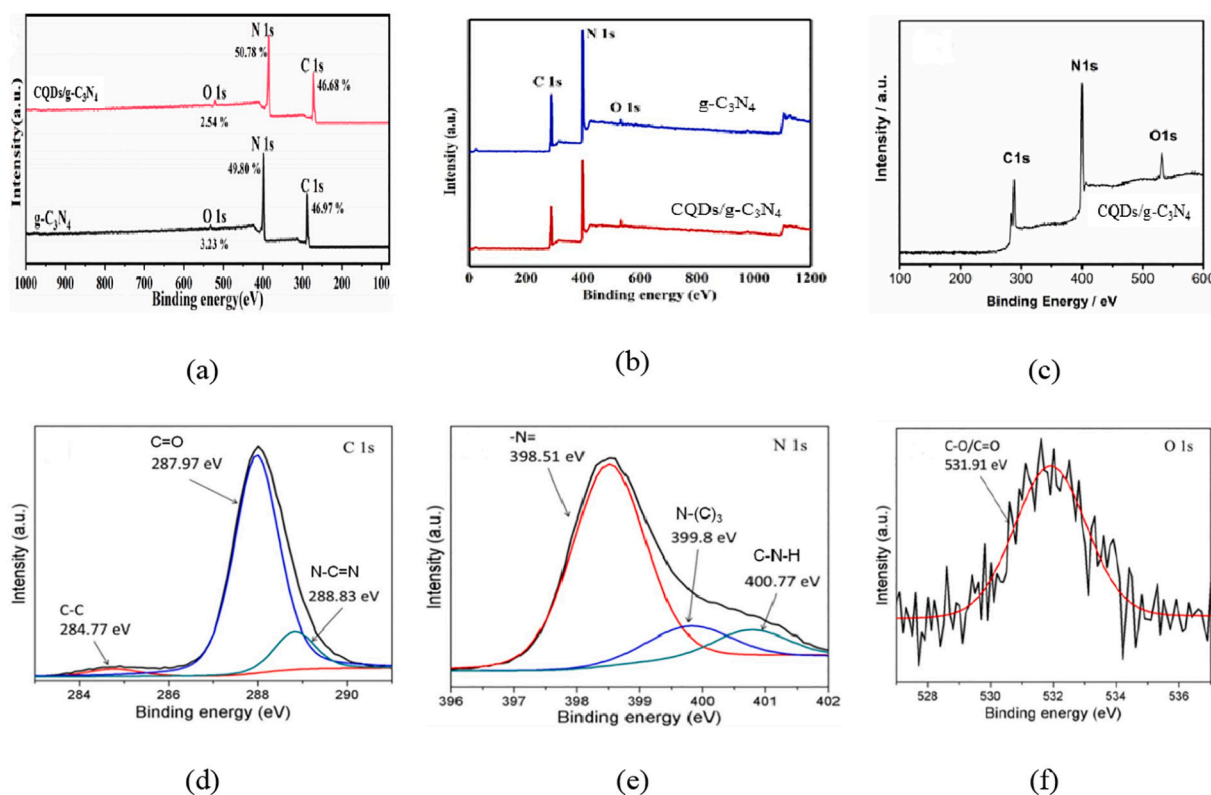 N 1s
50.78 %
C 1s
46.68 %
CQDs/g-C₃N₄
O 1s
2.54 %
N 1s
49.80 %
C 1s
46.97 %
g-C₃N₄
O 1s
3.23 %
Intensity(a.u.)
1000 900 800 700 600 500 400 300 200 100
Binding energy(eV)
(a)
N 1s
C 1s
O 1s
g-C₃N₄
CQDs/g-C₃N₄
Intensity (a.u.)
0 200 400 600 800 1000 1200
Binding energy (eV)
(b)
N1s
C1s
O1s
CQDs/g-C₃N₄
Intensity / a.u.
100 200 300 400 500 600
Binding Energy / eV
(c)
C 1s
C=O
287.97 eV
N-C=N
288.83 eV
C-C
284.77 eV
Intensity (a.u.)
284 286 288 290
Binding energy (eV)
(d)
N 1s
-N=
398.51 eV
N-(C)₃
399.8 eV
C-N-H
400.77 eV
Intensity (a.u.)
396 397 398 399 400 401 402
Binding energy (eV)
(e)
O 1s
C-O/C=O
531.91 eV
Intensity (a.u.)
528 530 532 534 536
Binding energy (eV)
(f)